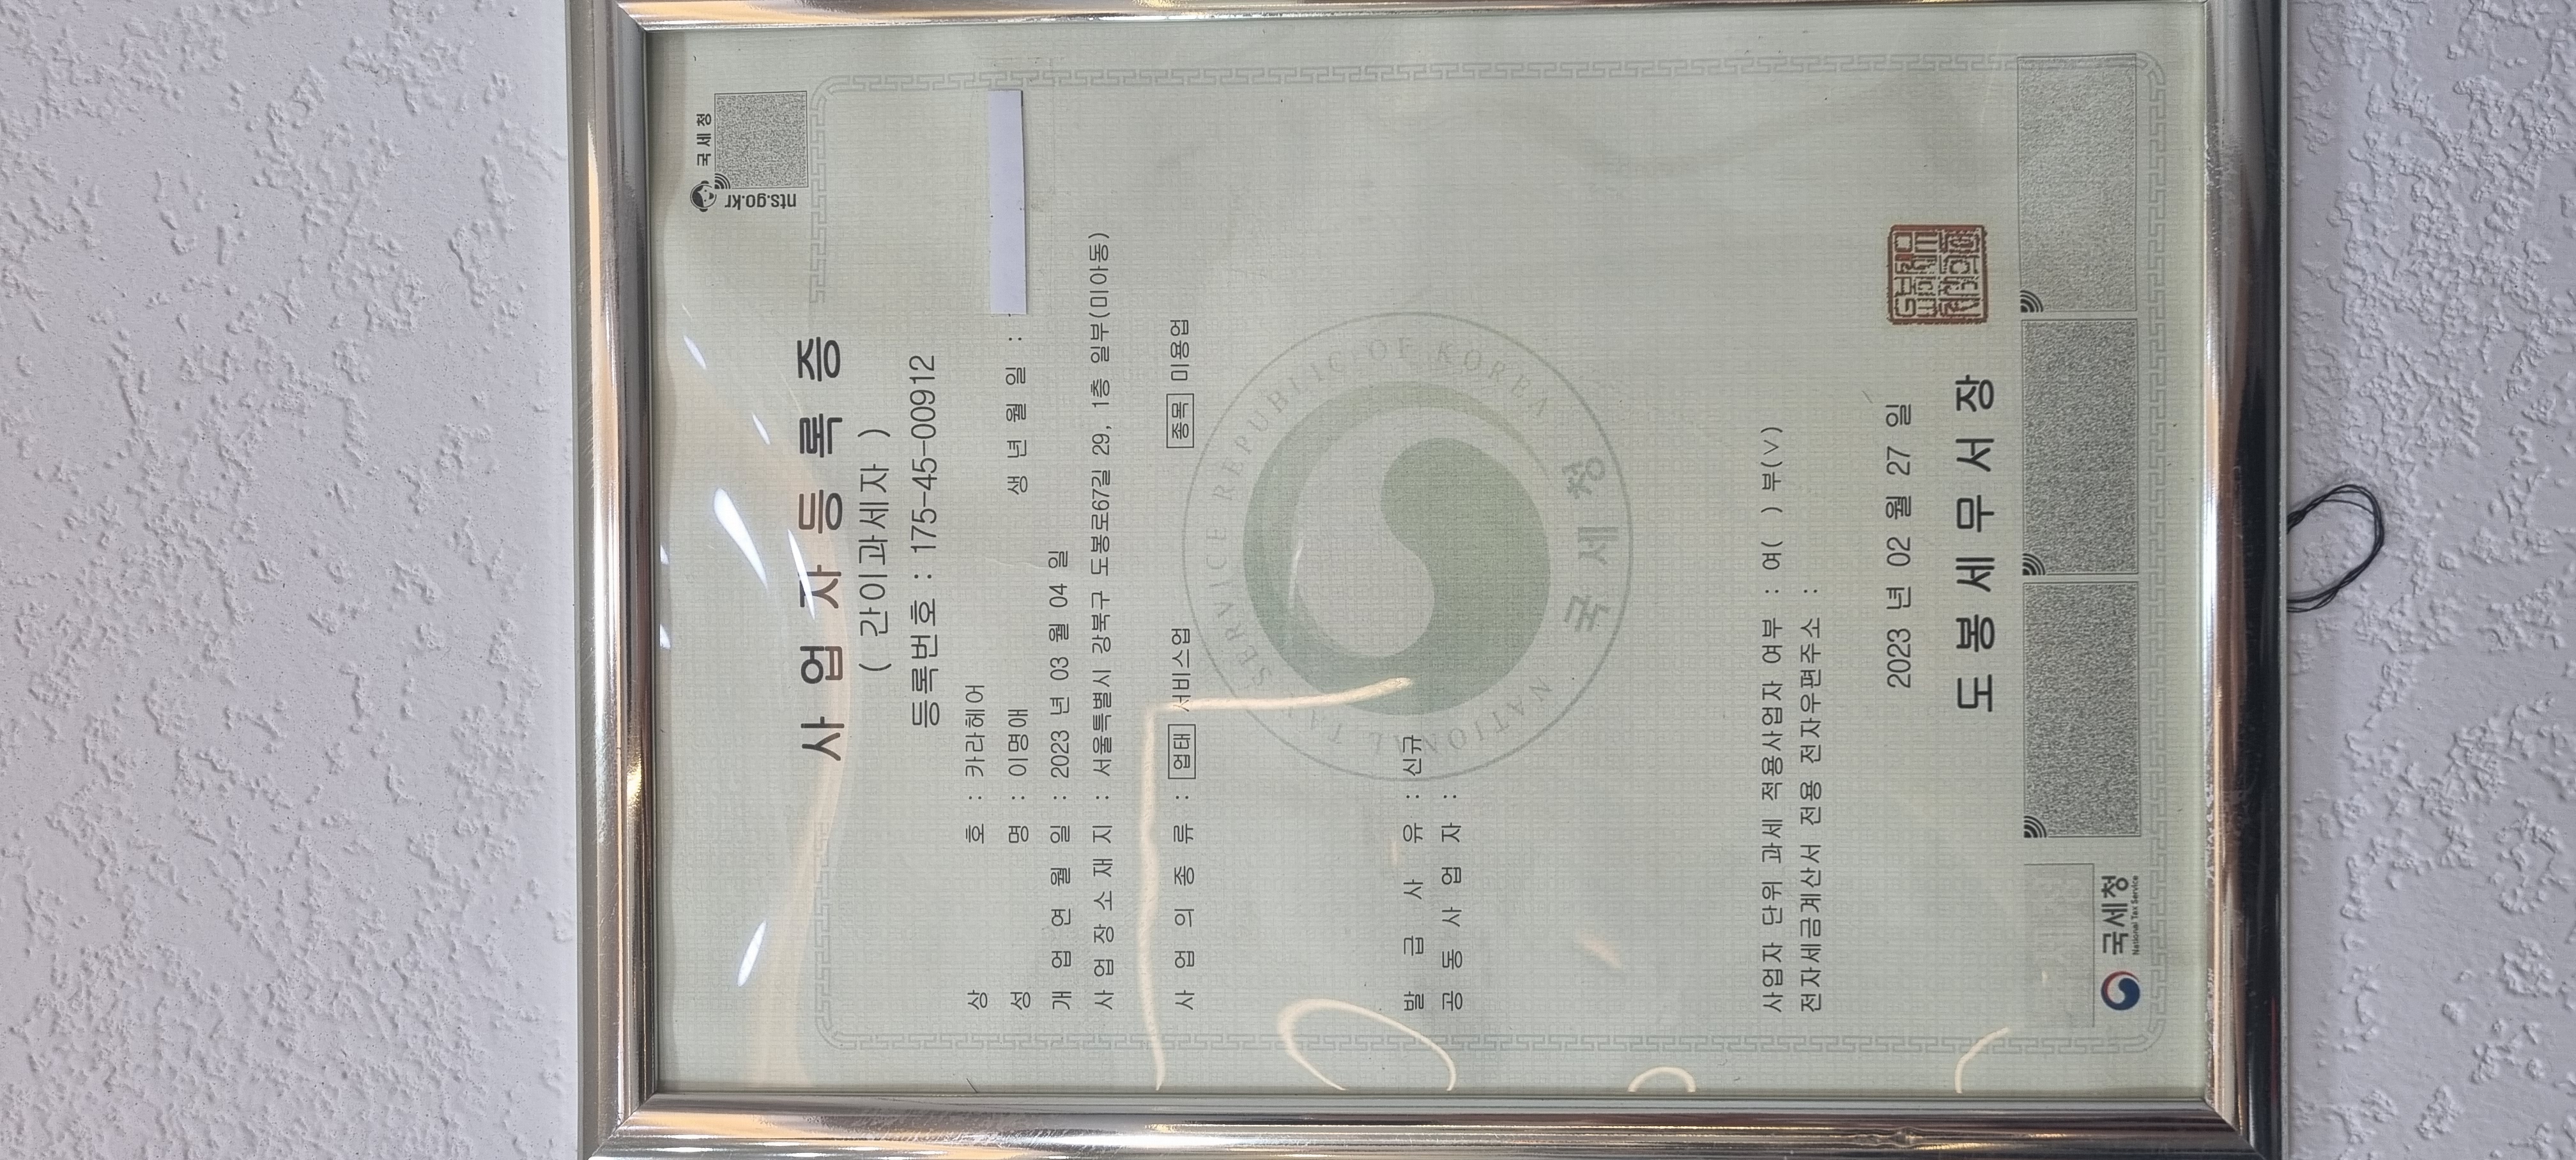 국세청
nts.go.kr
사업자등록증
( 간이과세자 )
등록번호 : 175-45-00912
상 호 : 카라헤어
성 명 : 이명애 생 년 월 일 :
개 업 연 월 일 : 2023 년 03 월 04 일
사 업 장 소 재 지 : 서울특별시 강북구 도봉로67길 29, 1층 일부(미아동)
사 업 의 종 류 : 업태 서비스업 종목 미용업
NATIONAL TAX SERVICE REPUBLIC OF KOREA
국세청
발 급 사 유 : 신규
공 동 사 업 자 :
사업자 단위 과세 적용사업자 여부 : 여( ) 부(∨)
전자세금계산서 전용 전자우편주소 :
2023 년 02 월 27 일
도 봉 세 무 서 장
국세청
National Tax Service